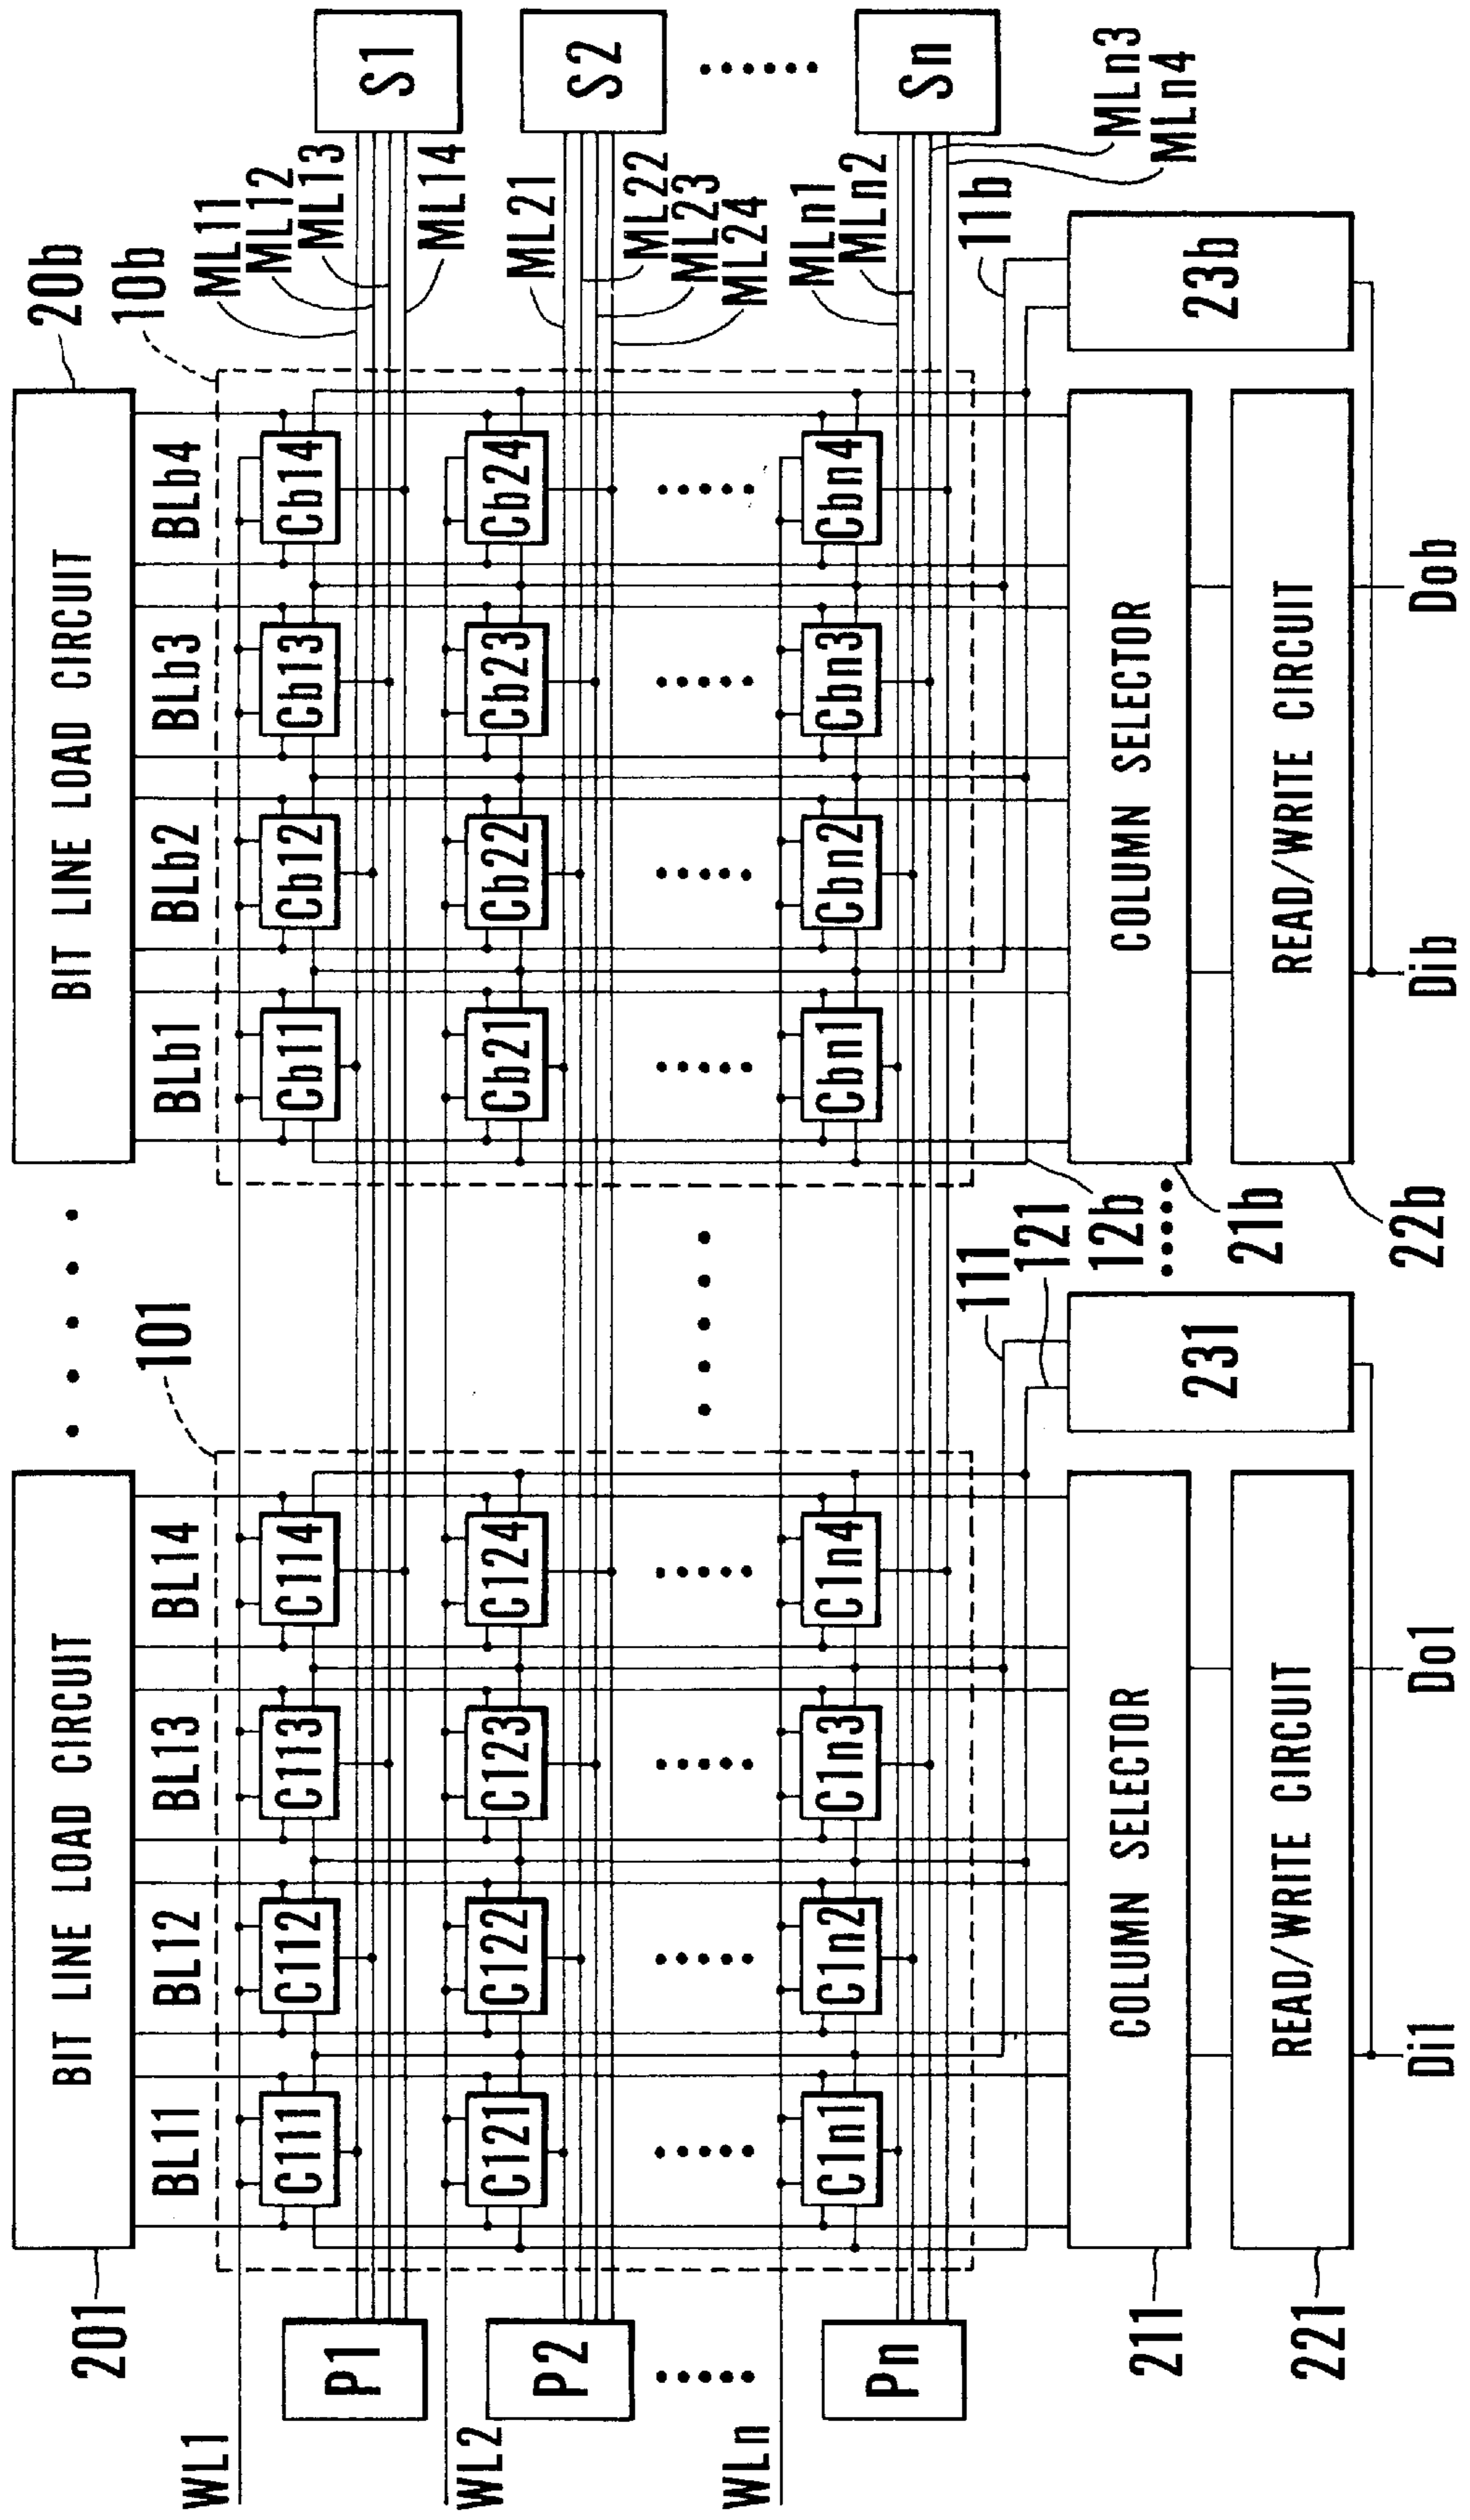 201
BIT LINE LOAD CIRCUIT
BIT LINE LOAD CIRCUIT
20b
BL11
BL12
BL13
BL14
101
BLb1
BLb2
BLb3
BLb4
10b
WL1
C111
C112
C113
C114
Cb11
Cb12
Cb13
Cb14
ML11
ML12
ML13
ML14
P1
S1
WL2
C121
C122
C123
C124
Cb21
Cb22
Cb23
Cb24
ML21
ML22
ML23
ML24
P2
S2
WLn
C1n1
C1n2
C1n3
C1n4
Cbn1
Cbn2
Cbn3
Cbn4
MLn1
MLn2
MLn3
MLn4
Pn
Sn
111
121
12b
11b
211
COLUMN SELECTOR
231
21b
COLUMN SELECTOR
23b
221
READ/WRITE CIRCUIT
22b
READ/WRITE CIRCUIT
Di1
Do1
Dib
Dob